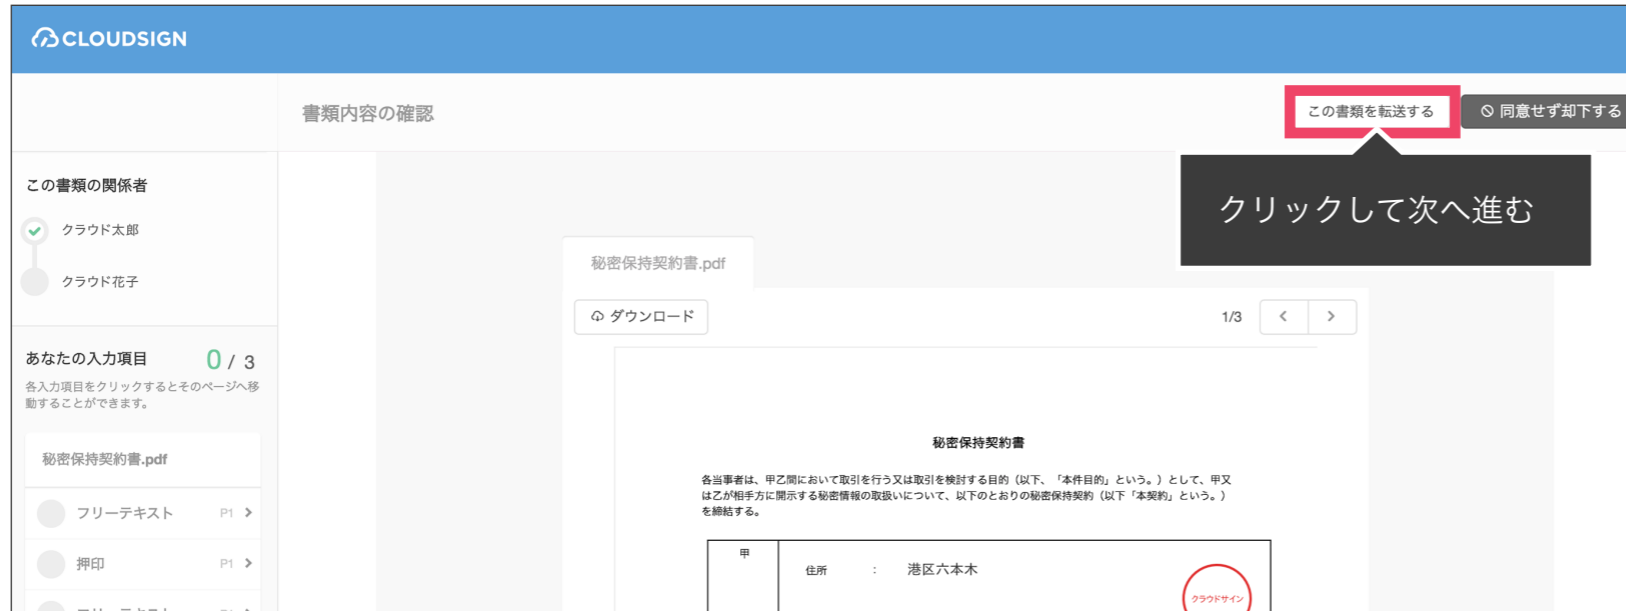 CLOUDSIGN
書類内容の確認
この書類を転送する
同意せず却下する
クリックして次へ進む
この書類の関係者
クラウド太郎
クラウド花子
あなたの入力項目 0 / 3
各入力項目をクリックするとそのページへ移
動することができます。
秘密保持契約書.pdf
フリーテキスト P1
押印 P1
秘密保持契約書.pdf
ダウンロード
1/3
秘密保持契約書
各当事者は、甲乙間において取引を行う又は取引を検討する目的（以下、「本件目的」という。）として、甲又
は乙が相手方に開示する秘密情報の取扱いについて、以下のとおりの秘密保持契約（以下「本契約」という。）
を締結する。
甲
住所 : 港区六本木
クラウドサイン